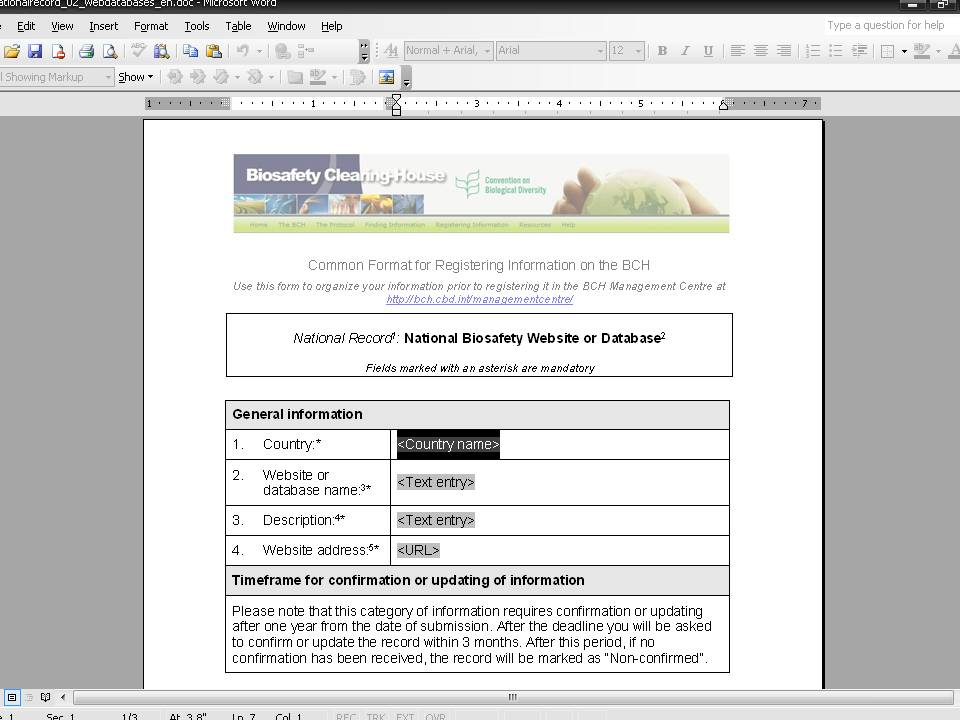 ationalrecord_02_webdatabases_en.doc - Microsoft Word
Edit View Insert Format Tools Table Window Help
Type a question for help
Normal + Arial, Arial 12 B I U
l Showing Markup Show
1 1 3 4 5 7
Biosafety Clearing-House
Convention on
Biological Diversity
Home The BCH The Protocol Finding Information Registering Information Resources Help
Common Format for Registering Information on the BCH
Use this form to organize your information prior to registering it in the BCH Management Centre at
http://bch.cbd.int/managementcentre/
National Record1: National Biosafety Website or Database2
Fields marked with an asterisk are mandatory
General information
1. Country:* <Country name>
2. Website or
database name:3* <Text entry>
3. Description:4* <Text entry>
4. Website address:5* <URL>
Timeframe for confirmation or updating of information
Please note that this category of information requires confirmation or updating
after one year from the date of submission. After the deadline you will be asked
to confirm or update the record within 3 months. After this period, if no
confirmation has been received, the record will be marked as "Non-confirmed".
e 1 Sec 1 1/3 At 3.8" Ln 7 Col 1 REC TRK EXT OVR